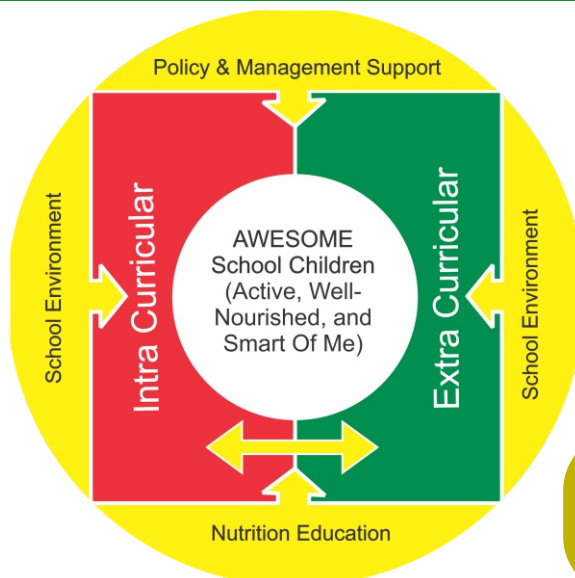 Policy & Management Support
School Environment
Intra Curricular
AWESOME
School Children
(Active, Well-
Nourished, and
Smart Of Me)
Extra Curricular
School Environment
Nutrition Education